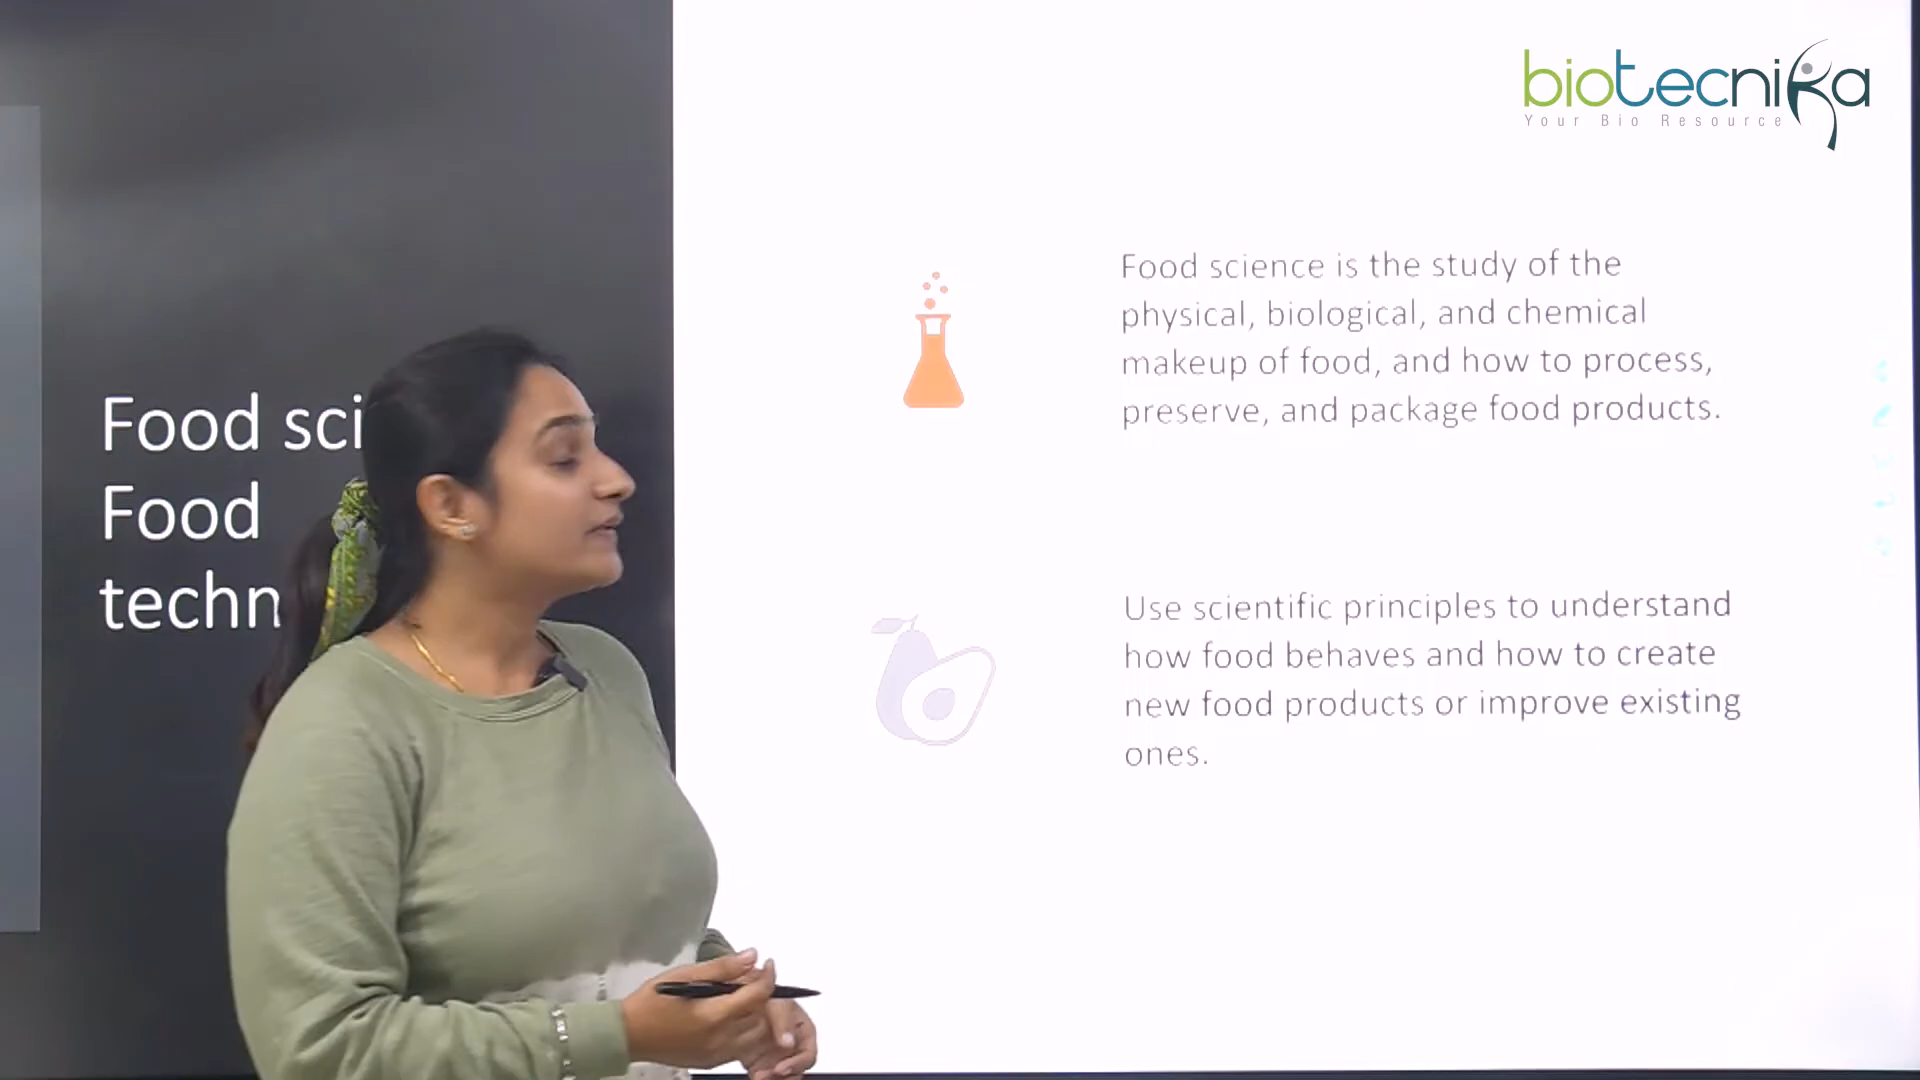 biotecnika
Your Bio Resource
Food sci
Food
techn
Food science is the study of the
physical, biological, and chemical
makeup of food, and how to process,
preserve, and package food products.
Use scientific principles to understand
how food behaves and how to create
new food products or improve existing
ones.